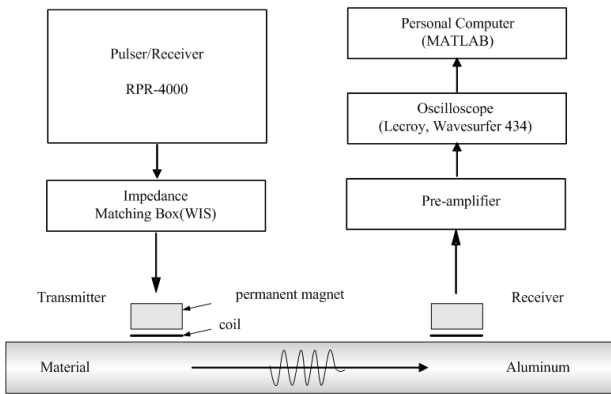 Pulser/Receiver
RPR-4000
Impedance
Matching Box(WIS)
Personal Computer
(MATLAB)
Oscilloscope
(Lecroy, Wavesurfer 434)
Pre-amplifier
Transmitter
permanent magnet
coil
Receiver
Material
Aluminum